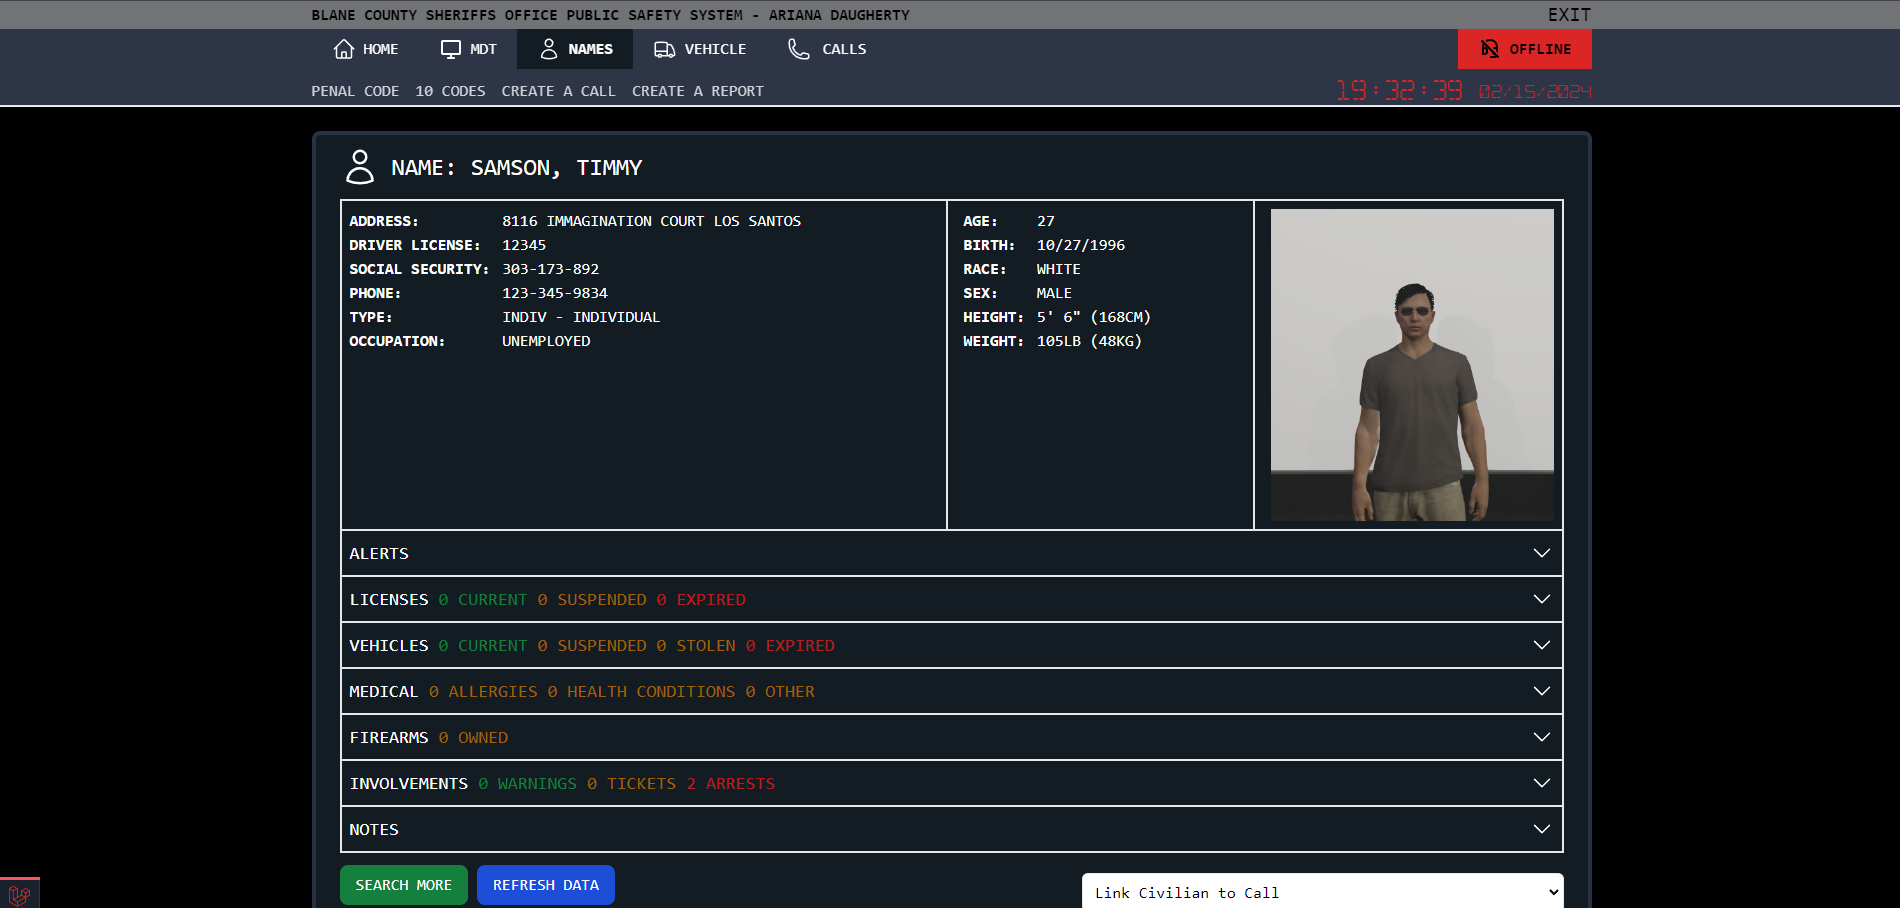 BLANE COUNTY SHERIFFS OFFICE PUBLIC SAFETY SYSTEM - ARIANA DAUGHERTY
EXIT
HOME
MDT
NAMES
VEHICLE
CALLS
OFFLINE
PENAL CODE
10 CODES
CREATE A CALL
CREATE A REPORT
19:32:39 02/15/2024
NAME: SAMSON, TIMMY
ADDRESS: 8116 IMMAGINATION COURT LOS SANTOS
DRIVER LICENSE: 12345
SOCIAL SECURITY: 303-173-892
PHONE: 123-345-9834
TYPE: INDIV - INDIVIDUAL
OCCUPATION: UNEMPLOYED
AGE: 27
BIRTH: 10/27/1996
RACE: WHITE
SEX: MALE
HEIGHT: 5' 6" (168CM)
WEIGHT: 105LB (48KG)
ALERTS
LICENSES 0 CURRENT 0 SUSPENDED 0 EXPIRED
VEHICLES 0 CURRENT 0 SUSPENDED 0 STOLEN 0 EXPIRED
MEDICAL 0 ALLERGIES 0 HEALTH CONDITIONS 0 OTHER
FIREARMS 0 OWNED
INVOLVEMENTS 0 WARNINGS 0 TICKETS 2 ARRESTS
NOTES
SEARCH MORE
REFRESH DATA
Link Civilian to Call